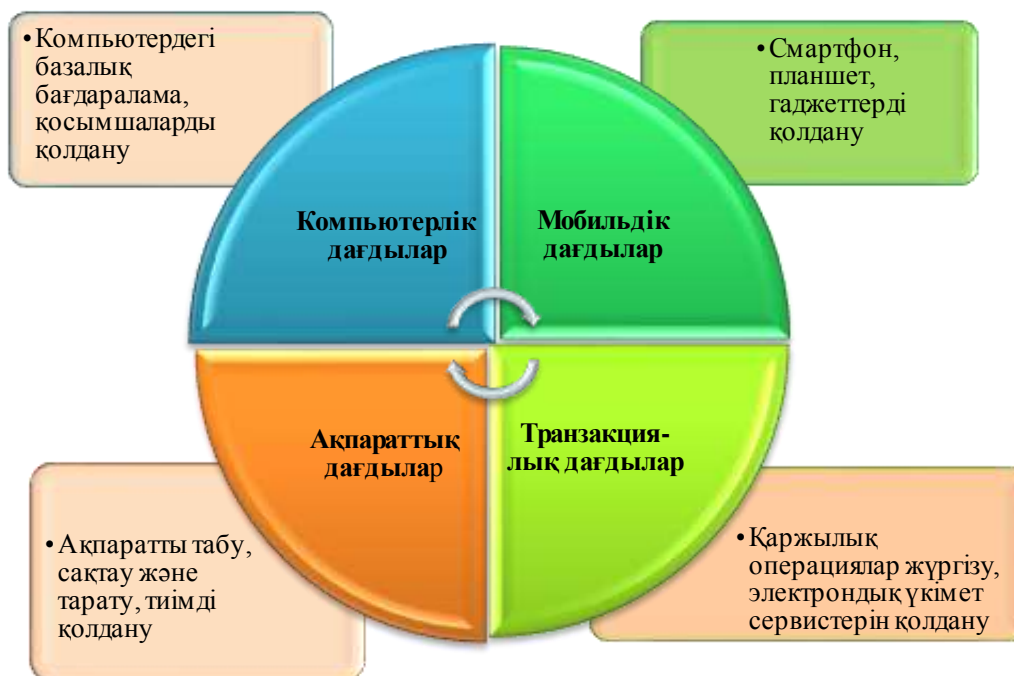 •Компьютердегі
базалық
бағдаралама,
қосымшаларды
қолдану
•Смартфон,
планшет,
гаджеттерді
қолдану
Компьютерлік
дағдылар
Мобильдік
дағдылар
Ақпараттық
дағдылар
Транзакция-
лық дағдылар
•Ақпаратты табу,
сақтау және
тарату, тиімді
қолдану
•Қаржылық
операциялар жүргізу,
электрондық үкімет
сервистерін қолдану